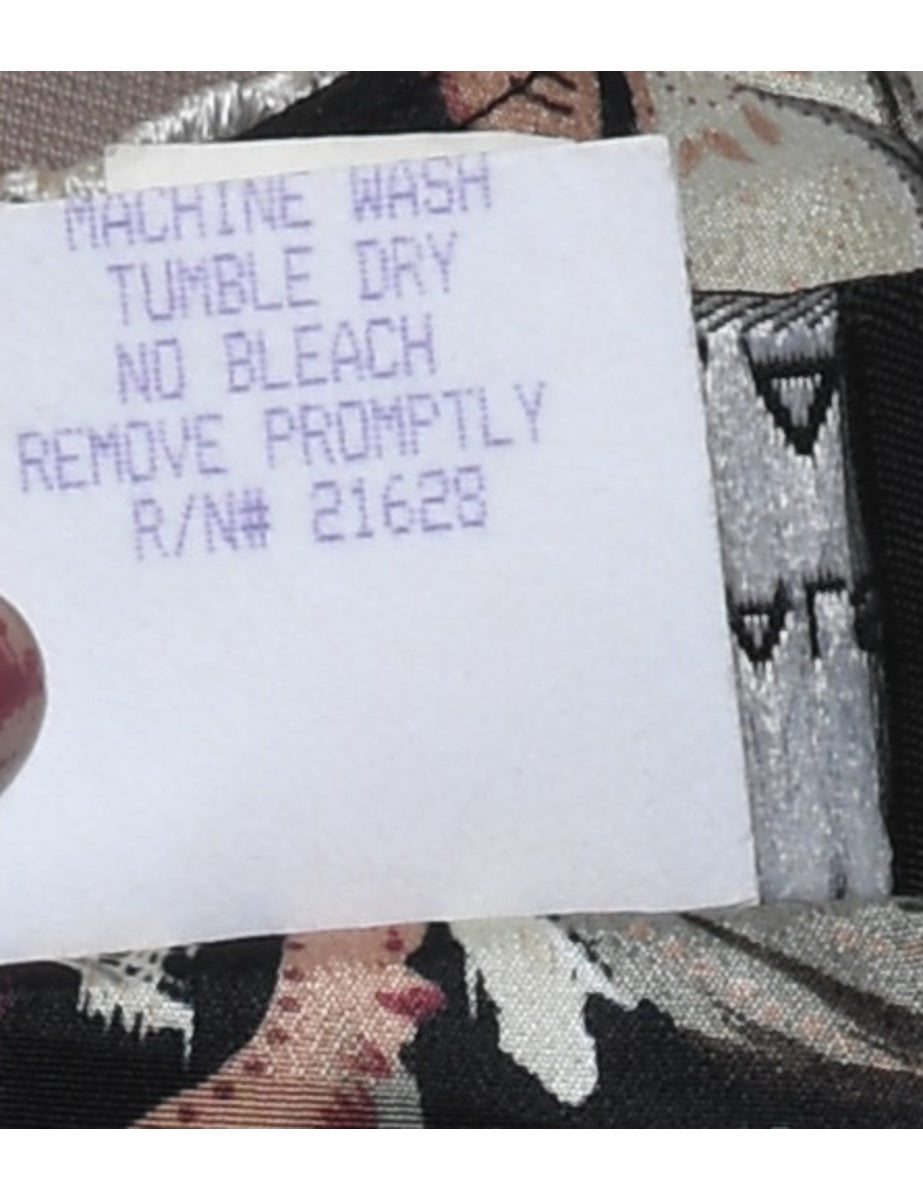 MACHINE WASH
TUMBLE DRY
NO BLEACH
REMOVE PROMPTLY
R/N# 21628